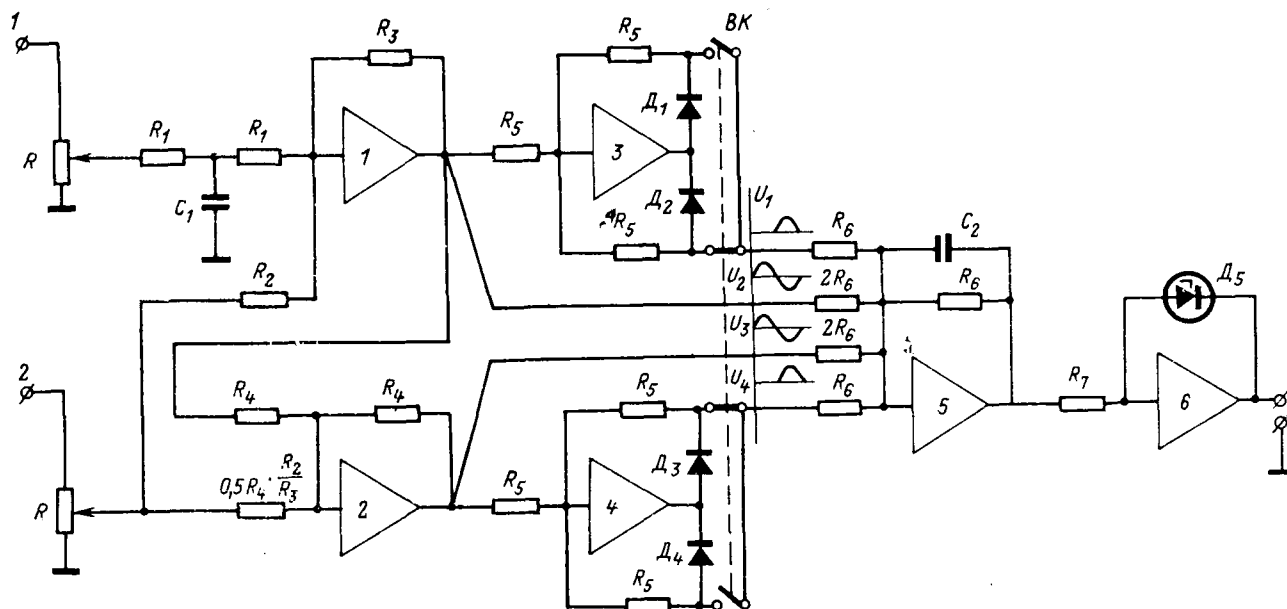 1
R
R₁
C₁
R₁
R₃
1
R₂
R₅
R₅
3
Д₁
Д₂
R₅
ВК
U₁
R₆
U₂
2R₆
U₃
2R₆
U₄
R₆
C₂
R₆
5
R₇
Д₅
6
2
R
R₄
R₄
0,5R₄·R₂/R₃
2
R₅
R₅
4
Д₃
Д₄
R₅